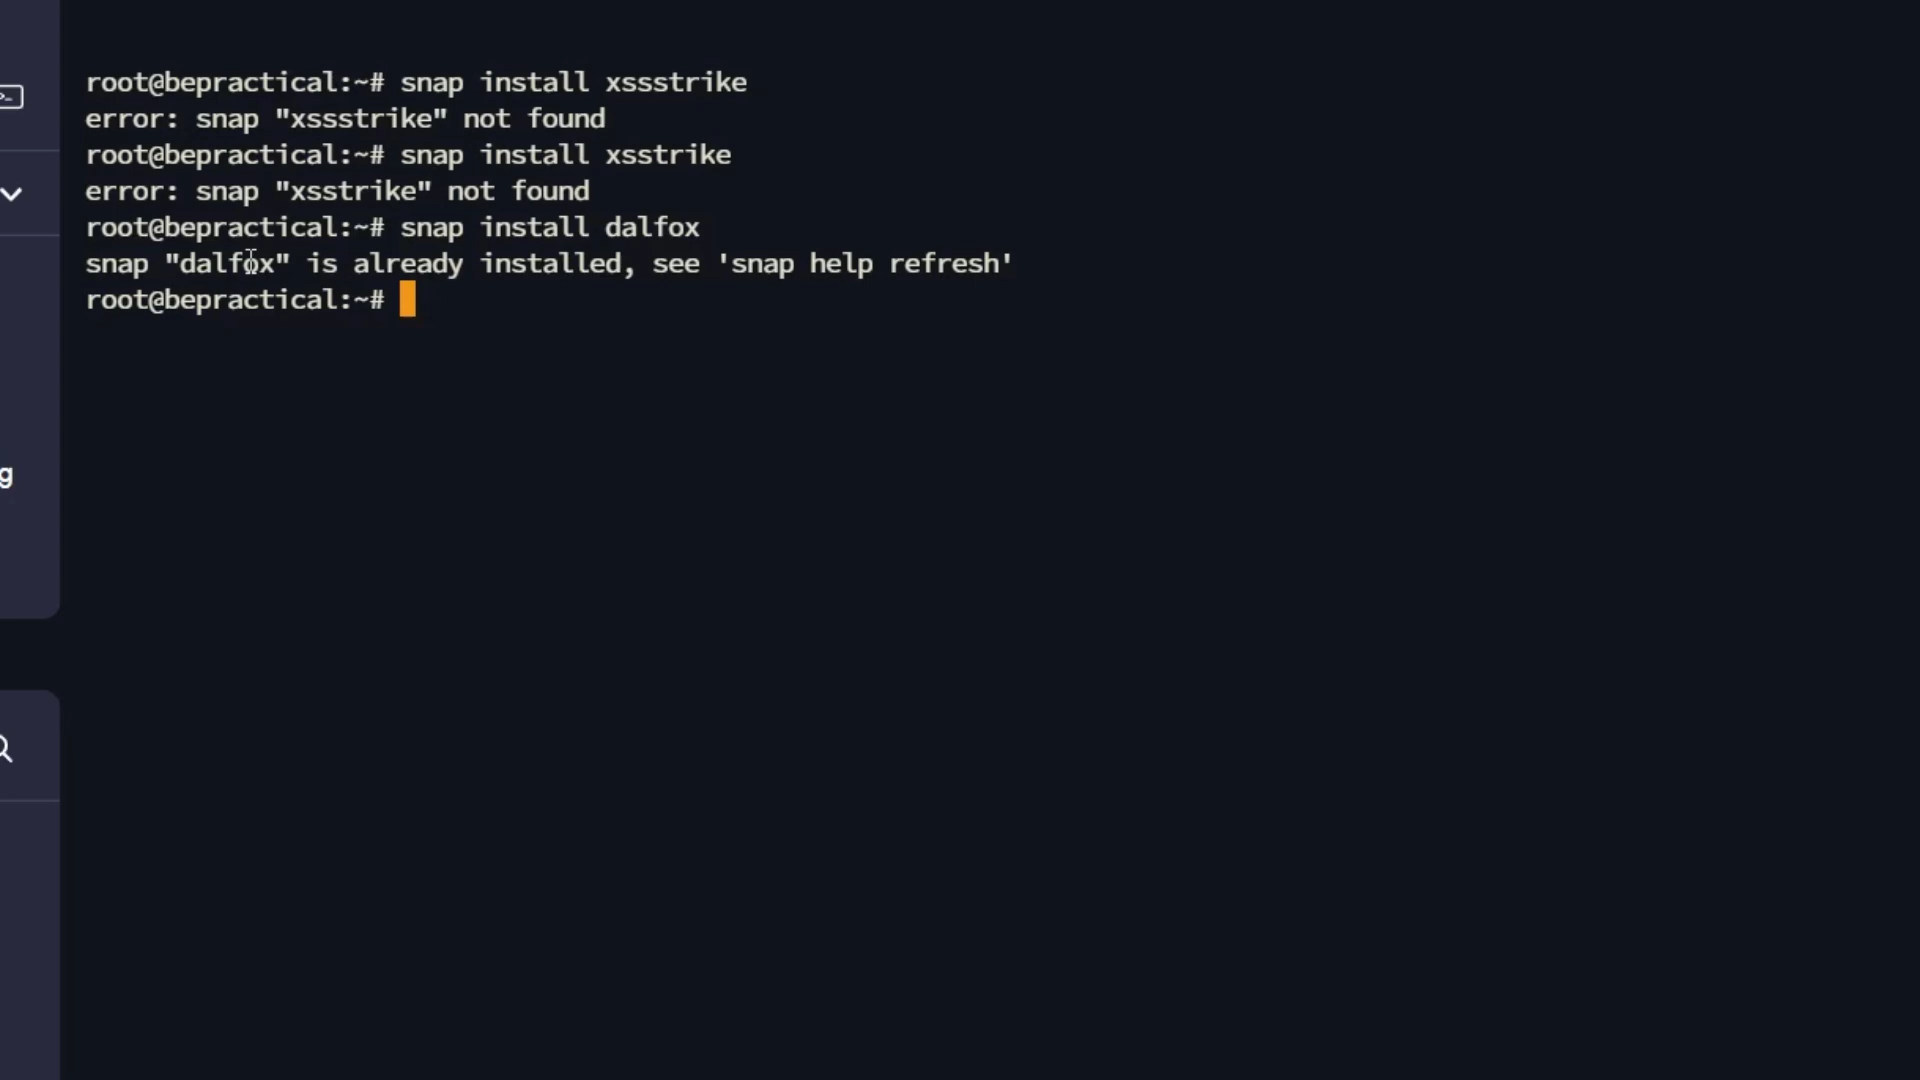 root@bepractical:~# snap install xssstrike
error: snap "xssstrike" not found
root@bepractical:~# snap install xsstrike
error: snap "xsstrike" not found
root@bepractical:~# snap install dalfox
snap "dalfox" is already installed, see 'snap help refresh'
root@bepractical:~#
g